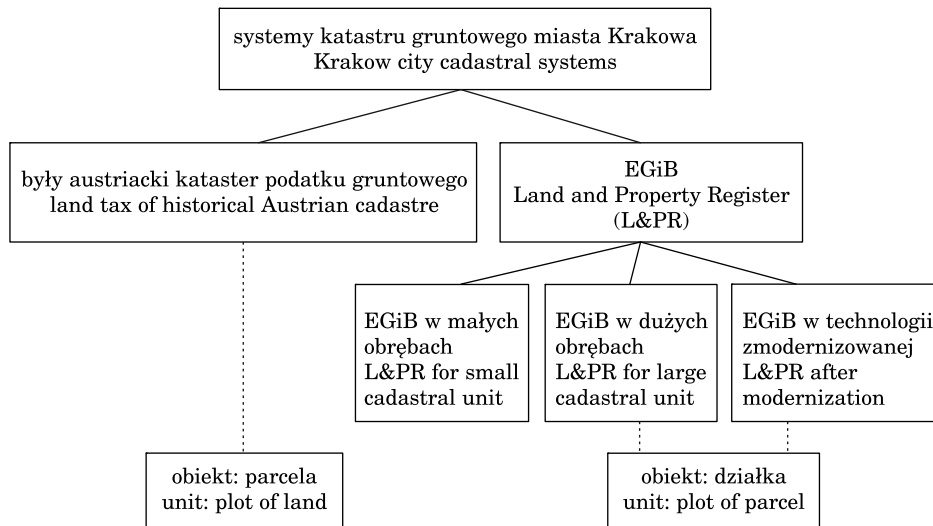 systemy katastru gruntowego miasta Krakowa
Krakow city cadastral systems
były austriacki kataster podatku gruntowego
land tax of historical Austrian cadastre
EGiB
Land and Property Register
(L&PR)
EGiB w małych
obrębach
L&PR for small
cadastral unit
EGiB w dużych
obrębach
L&PR for large
cadastral unit
EGiB w technologii
zmodernizowanej
L&PR after
modernization
obiekt: parcela
unit: plot of land
obiekt: działka
unit: plot of parcel